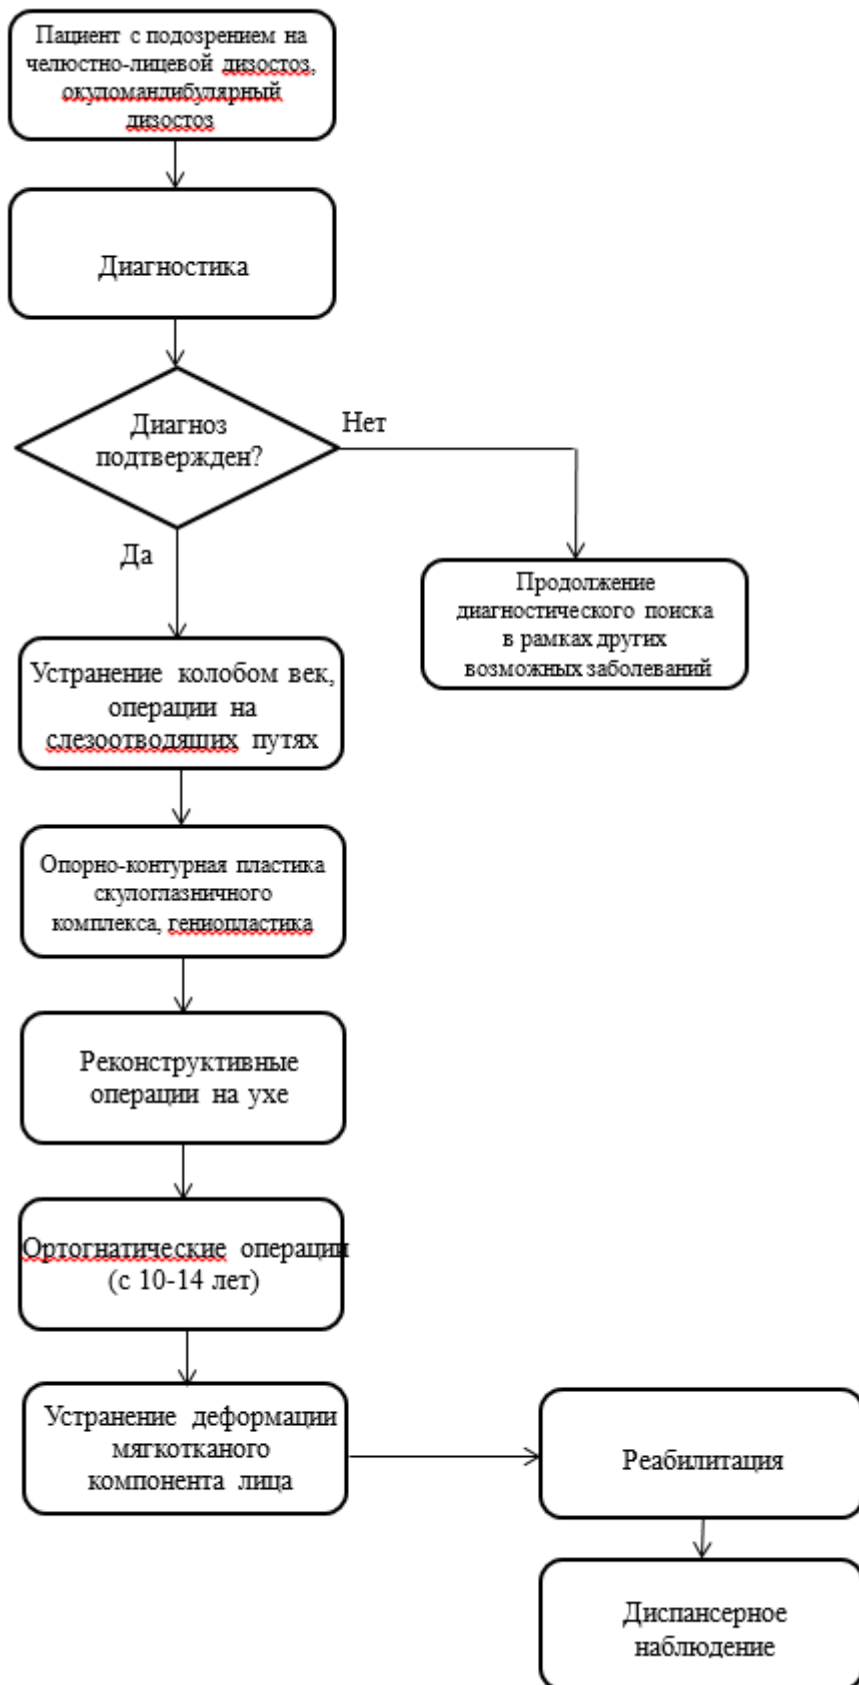 Пациент с подозрением на
челюстно-лицевой дизостоз,
окуломандибулярный
дизостоз
Диагностика
Диагноз
подтвержден?
Нет
Да
Продолжение
диагностического поиска
в рамках других
возможных заболеваний
Устранение колобом век,
операции на
слезоотводящих путях
Опорно-контурная пластика
скулоглазничного
комплекса, гениопластика
Реконструктивные
операции на ухе
Ортогнатические операции
(с 10-14 лет)
Устранение деформации
мягкотканого
компонента лица
Реабилитация
Диспансерное
наблюдение